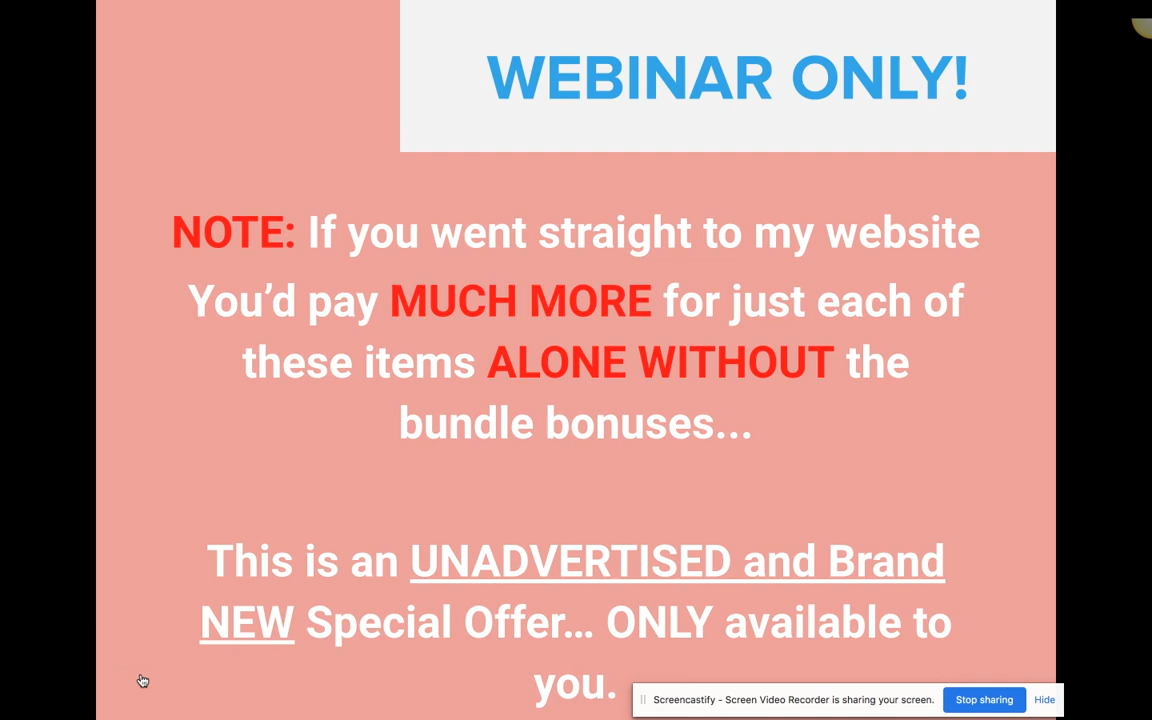 WEBINAR ONLY!
NOTE: If you went straight to my website
You’d pay MUCH MORE for just each of
these items ALONE WITHOUT the
bundle bonuses...
This is an UNADVERTISED and Brand
NEW Special Offer... ONLY available to
you.
Screencastify - Screen Video Recorder is sharing your screen.
Stop sharing
Hide